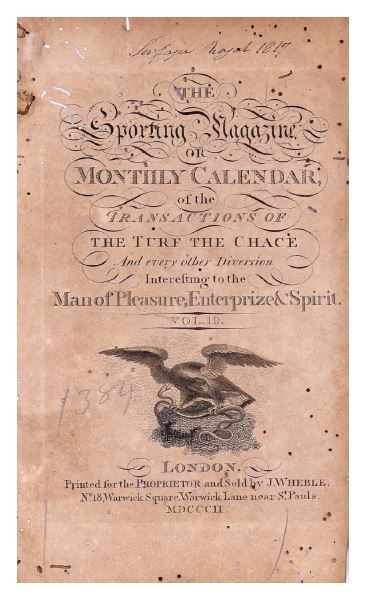 1817
THE
Sporting Magazine
OR
MONTHLY CALENDAR,
of the
TRANSACTIONS OF
THE TURF THE CHACE
And every other Diversion
Interesting to the
Man of Pleasure, Enterprize & Spirit.
VOL. 19.
1384
LONDON.
Printed for the PROPRIETOR and Sold by J. WHEBLE,
No. 18, Warwick Square, Worwick Lane near St. Pauls.
MDCCCII